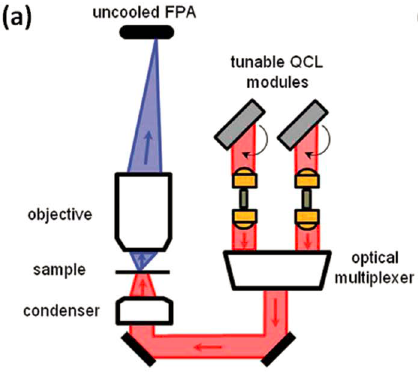 (a)
uncooled FPA
tunable QCL
modules
objective
sample
condenser
optical
multiplexer